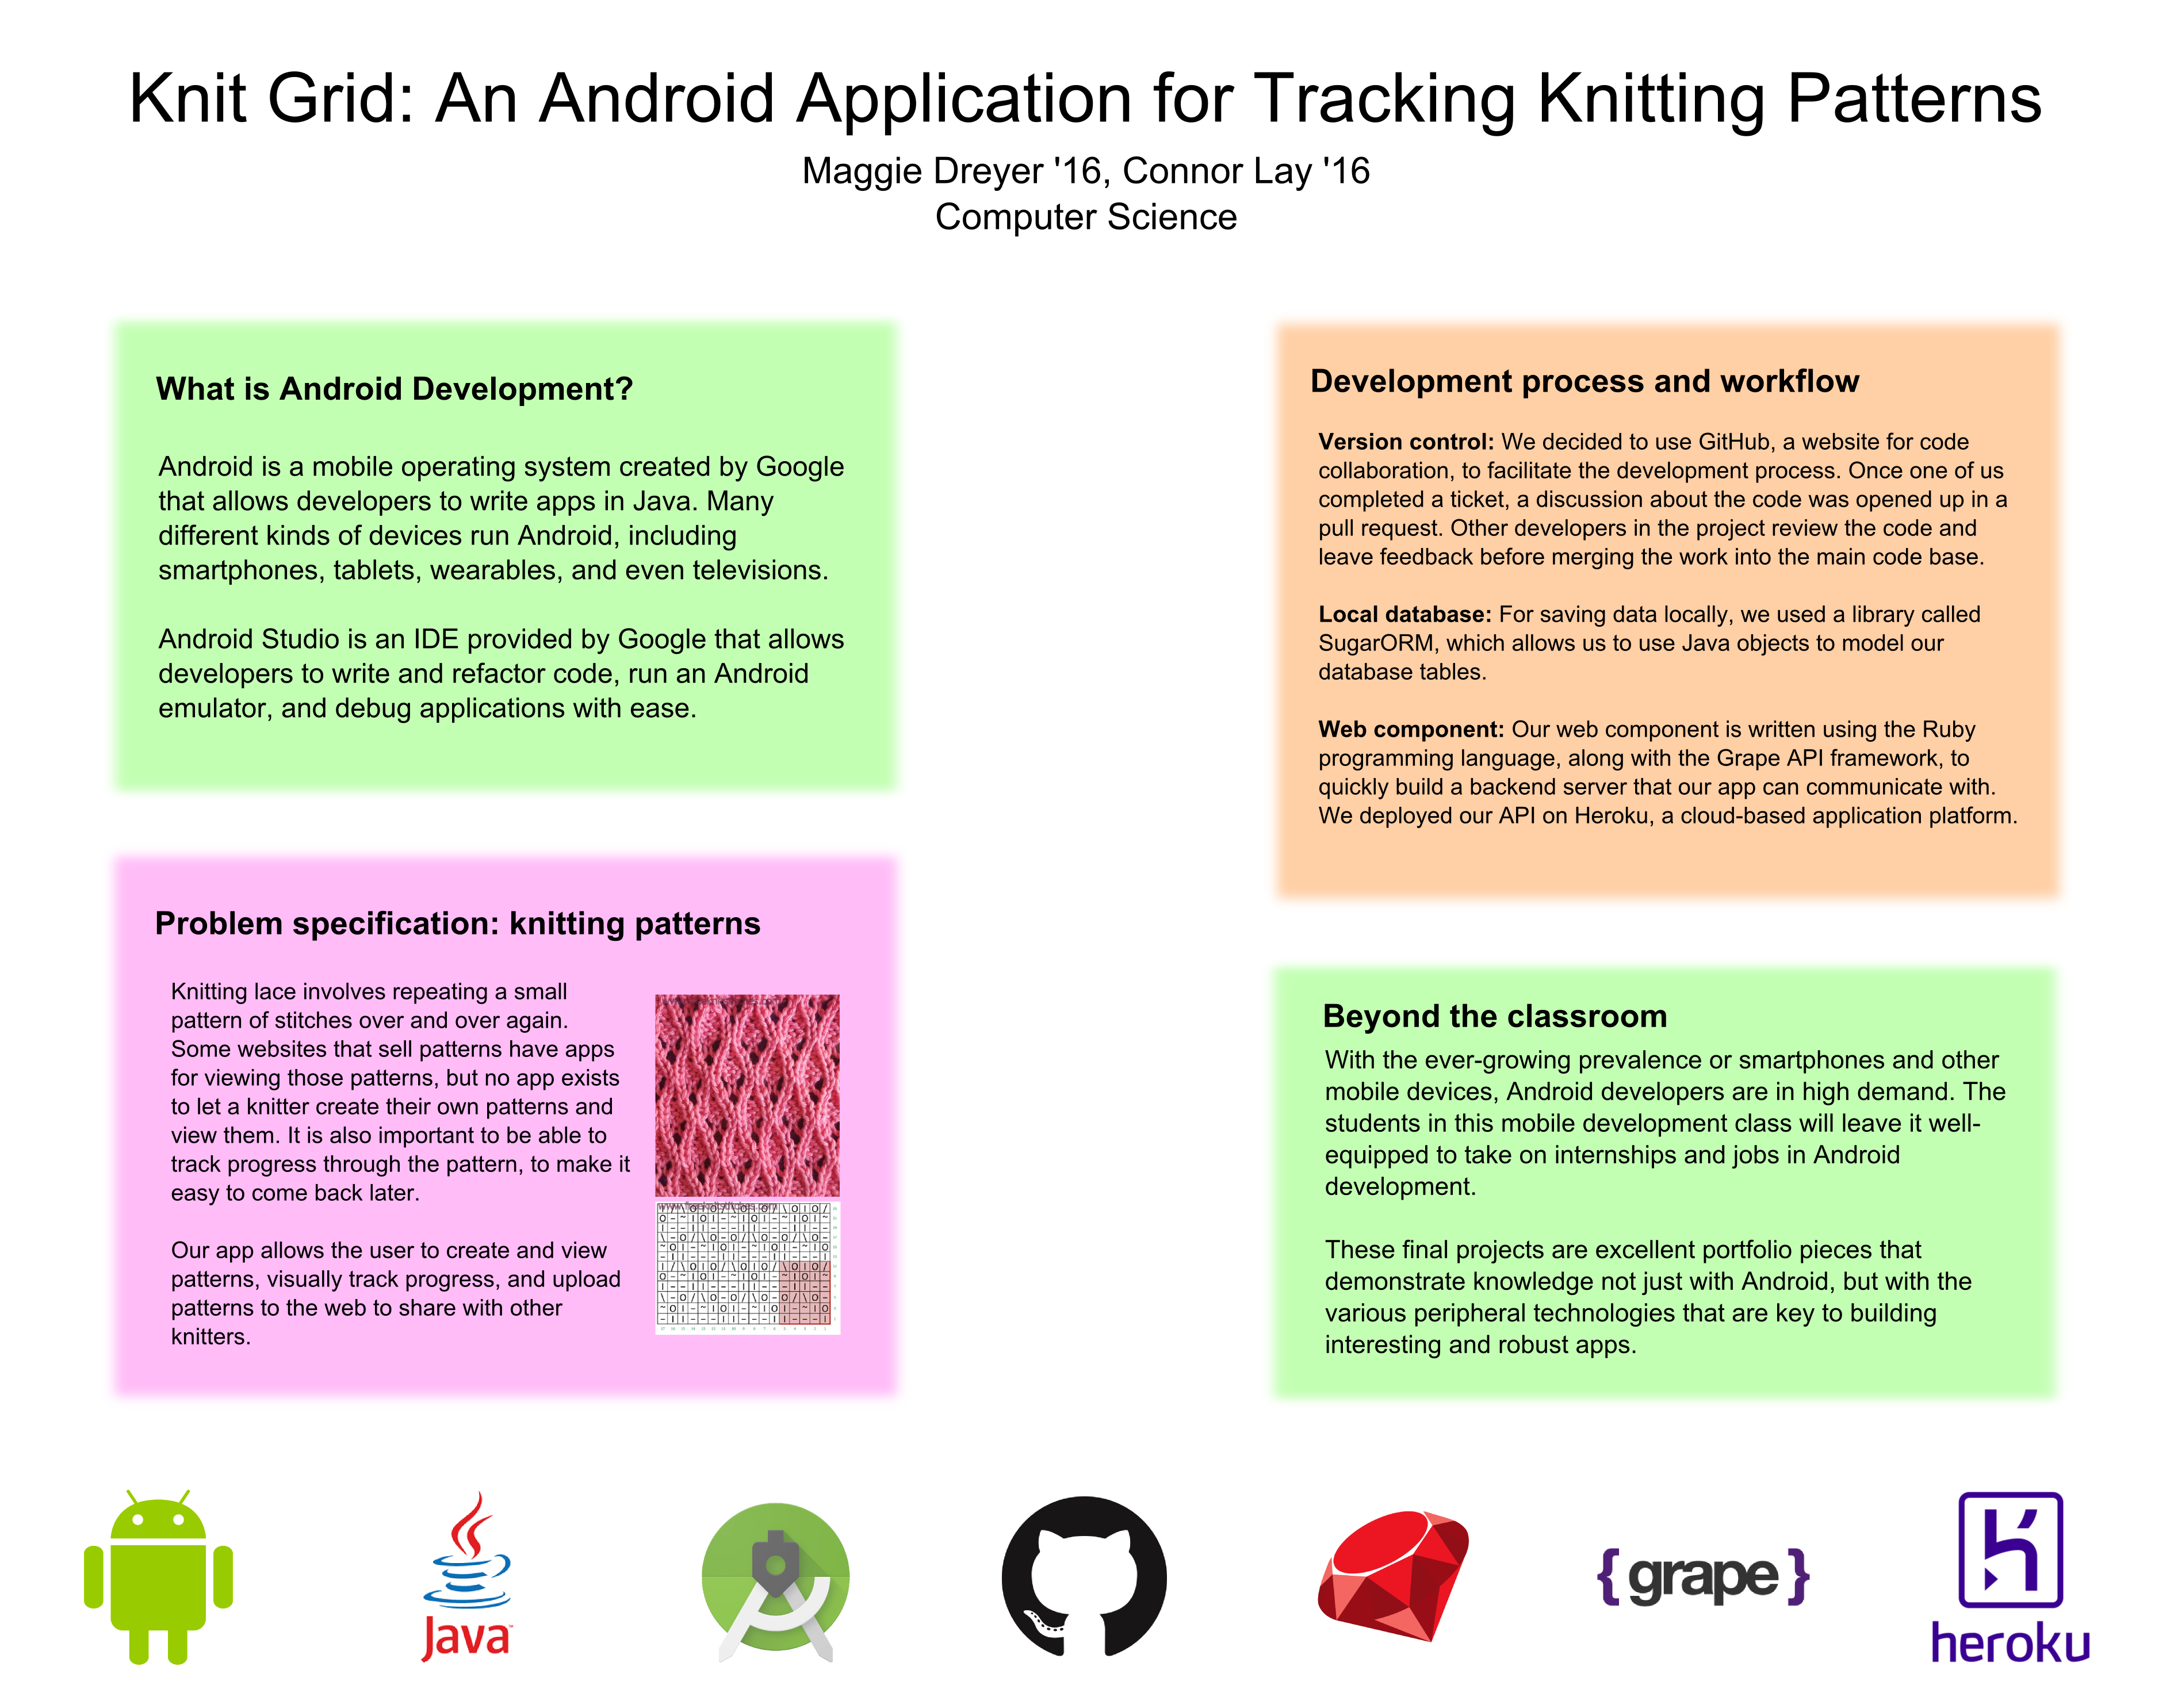 Knit Grid: An Android Application for Tracking Knitting Patterns
Maggie Dreyer '16, Connor Lay '16
Computer Science
What is Android Development?
Android is a mobile operating system created by Google
that allows developers to write apps in Java. Many
different kinds of devices run Android, including
smartphones, tablets, wearables, and even televisions.
Android Studio is an IDE provided by Google that allows
developers to write and refactor code, run an Android
emulator, and debug applications with ease.
Problem specification: knitting patterns
Knitting lace involves repeating a small
pattern of stitches over and over again.
Some websites that sell patterns have apps
for viewing those patterns, but no app exists
to let a knitter create their own patterns and
view them. It is also important to be able to
track progress through the pattern, to make it
easy to come back later.
Our app allows the user to create and view
patterns, visually track progress, and upload
patterns to the web to share with other
knitters.
Development process and workflow
Version control: We decided to use GitHub, a website for code
collaboration, to facilitate the development process. Once one of us
completed a ticket, a discussion about the code was opened up in a
pull request. Other developers in the project review the code and
leave feedback before merging the work into the main code base.
Local database: For saving data locally, we used a library called
SugarORM, which allows us to use Java objects to model our
database tables.
Web component: Our web component is written using the Ruby
programming language, along with the Grape API framework, to
quickly build a backend server that our app can communicate with.
We deployed our API on Heroku, a cloud-based application platform.
Beyond the classroom
With the ever-growing prevalence or smartphones and other
mobile devices, Android developers are in high demand. The
students in this mobile development class will leave it well-
equipped to take on internships and jobs in Android
development.
These final projects are excellent portfolio pieces that
demonstrate knowledge not just with Android, but with the
various peripheral technologies that are key to building
interesting and robust apps.
Java
{ grape }
heroku